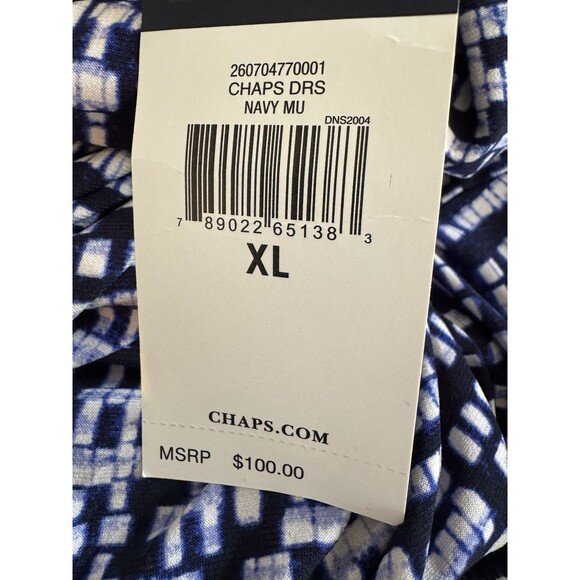 260704770001
CHAPS DRS
NAVY MU
DNS2004
7 89022 65138 3
XL
CHAPS.COM
MSRP $100.00